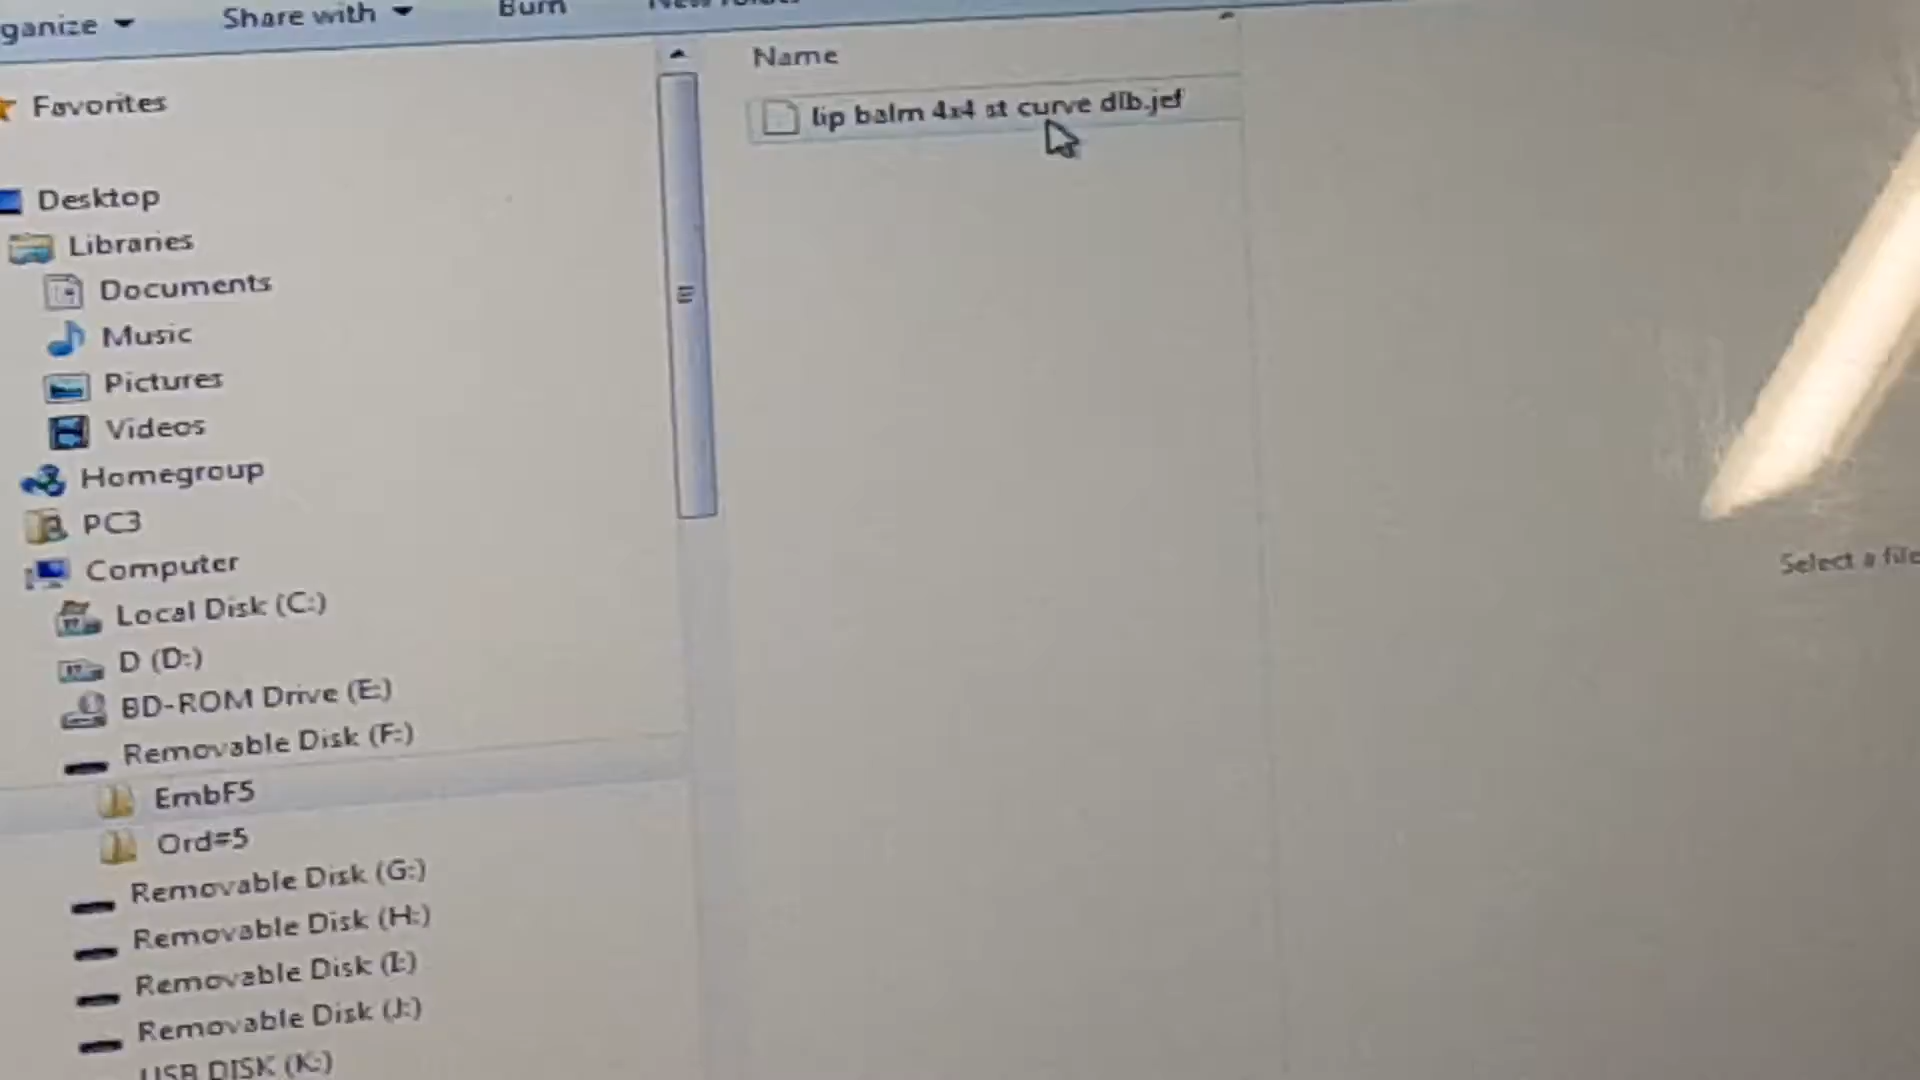 ganize
Share with
Burn
New folder
Name
lip balm 4x4 st curve dlb.jef
Favorites
Desktop
Libraries
Documents
Music
Pictures
Videos
Homegroup
PC3
Computer
Local Disk (C:)
D (D:)
BD-ROM Drive (E:)
Removable Disk (F:)
EmbF5
Ord=5
Removable Disk (G:)
Removable Disk (H:)
Removable Disk (I:)
Removable Disk (J:)
USB DISK (K:)
Select a file